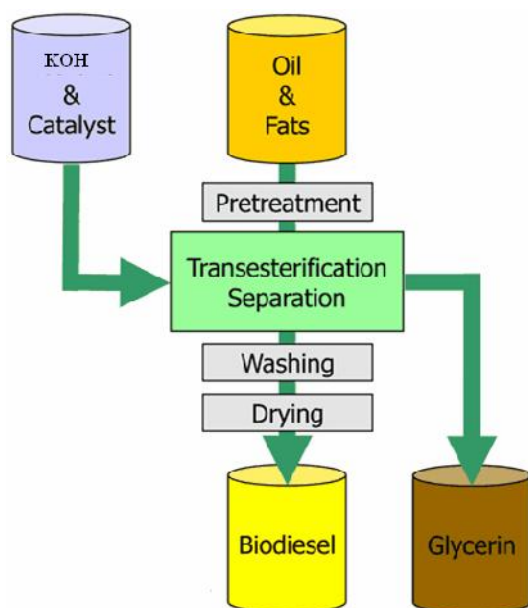 KOH
&
Catalyst
Oil
&
Fats
Pretreatment
Transesterification
Separation
Washing
Drying
Biodiesel
Glycerin